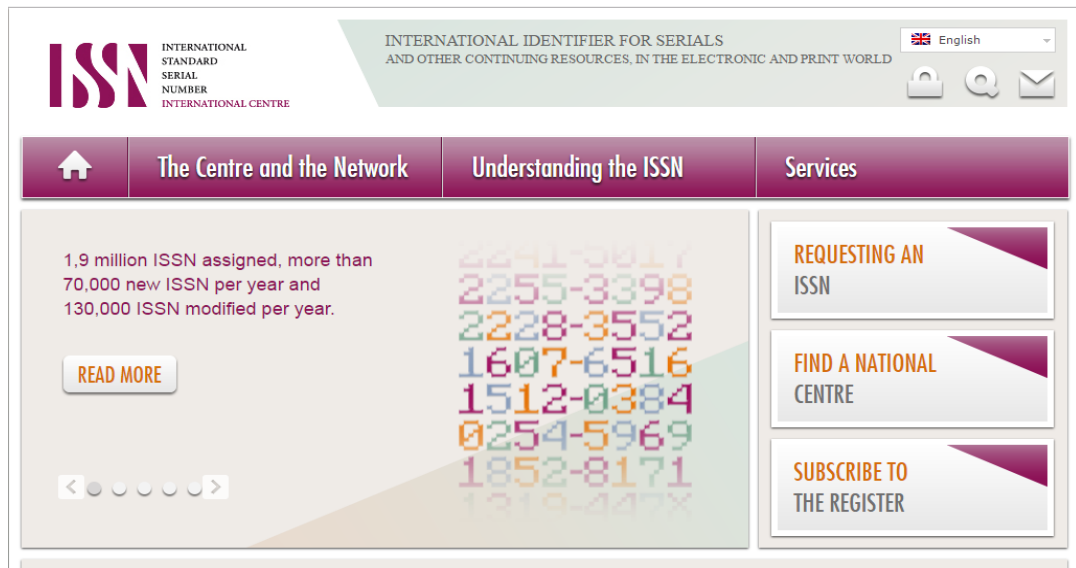 ISSN
INTERNATIONAL
STANDARD
SERIAL
NUMBER
INTERNATIONAL CENTRE
INTERNATIONAL IDENTIFIER FOR SERIALS
AND OTHER CONTINUING RESOURCES, IN THE ELECTRONIC AND PRINT WORLD
English
The Centre and the Network
Understanding the ISSN
Services
1,9 million ISSN assigned, more than
70,000 new ISSN per year and
130,000 ISSN modified per year.
READ MORE
2241-5017
2255-3398
2228-3552
1607-6516
1512-0384
0254-5969
1852-8171
1319-447X
REQUESTING AN
ISSN
FIND A NATIONAL
CENTRE
SUBSCRIBE TO
THE REGISTER